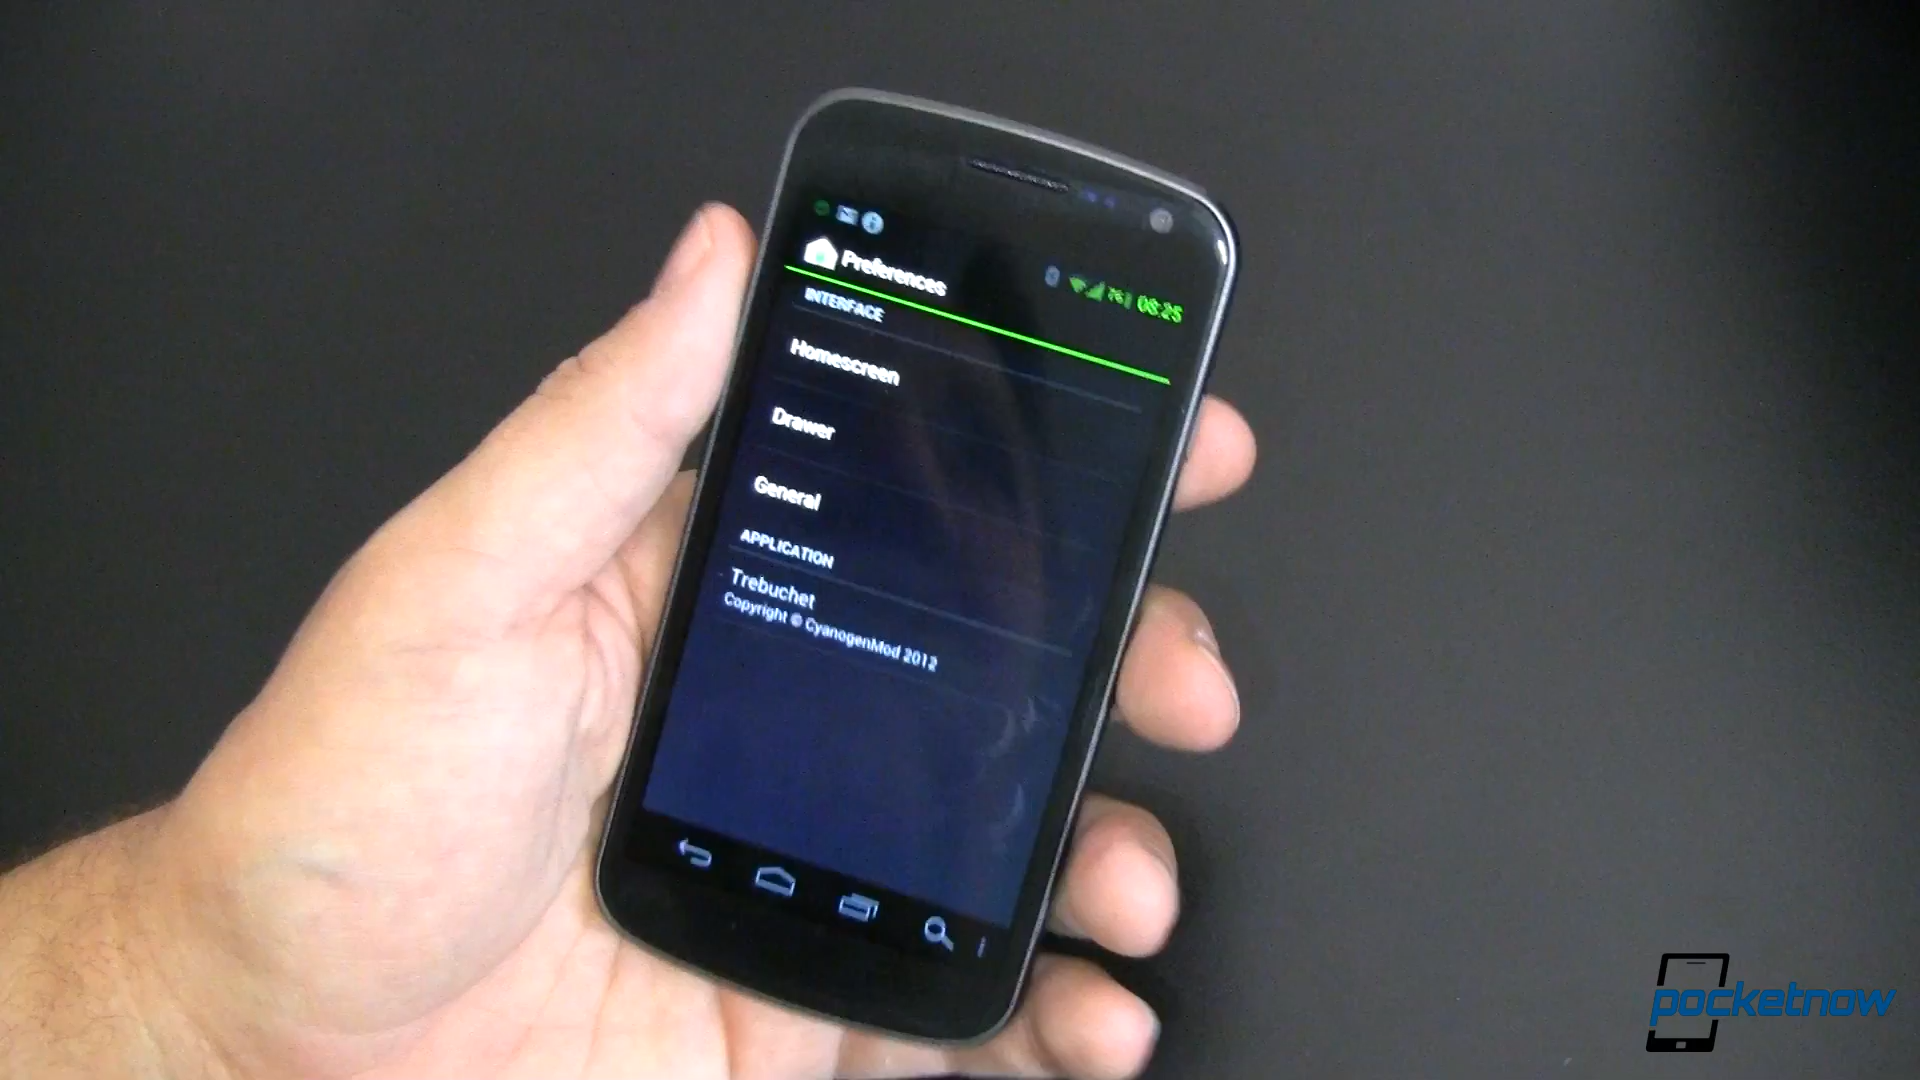 08:25
Preferences
INTERFACE
Homescreen
Drawer
General
APPLICATION
Trebuchet
Copyright © CyanogenMod 2012
pocketnow